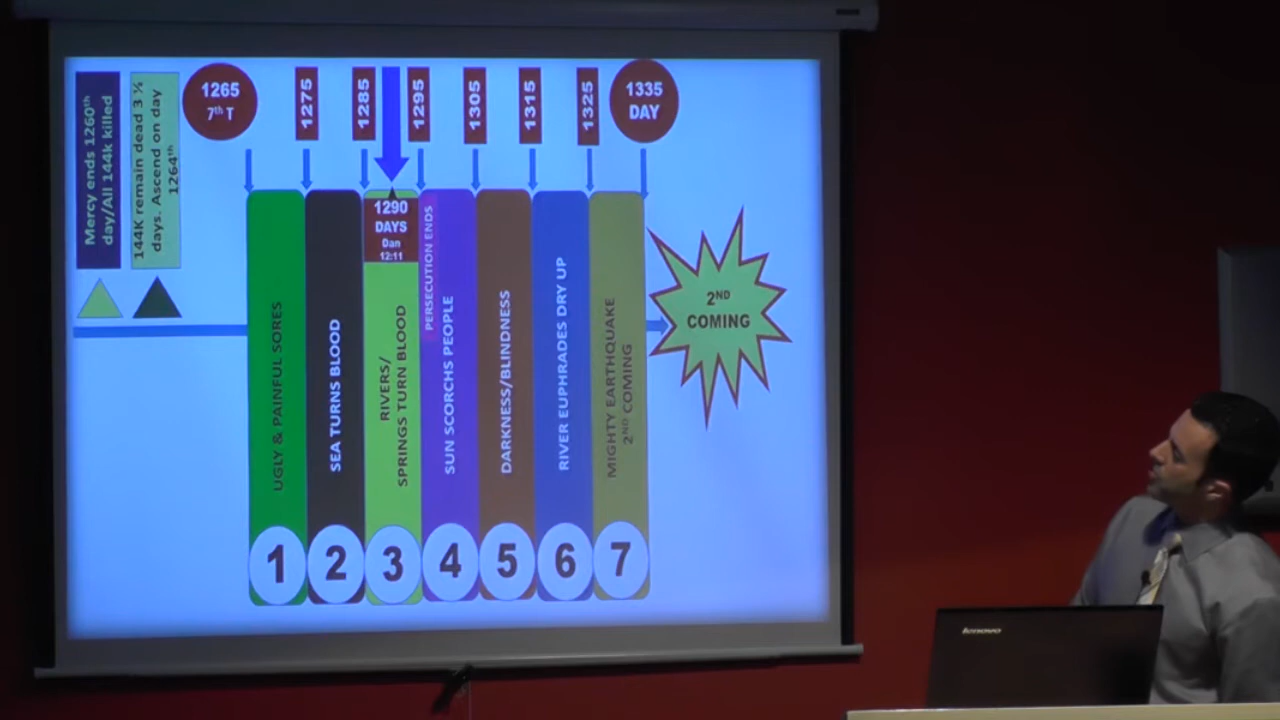 Mercy ends 1260th
day/All 144k killed
144K remain dead 3 ½
days. Ascend on day
1264th
1265
7th T
1275
1285
1295
1305
1315
1325
1335
DAY
UGLY & PAINFUL SORES
SEA TURNS BLOOD
1290
DAYS
Dan
12:11
RIVERS/
SPRINGS TURN BLOOD
PERSECUTION ENDS
SUN SCORCHS PEOPLE
DARKNESS/BLINDNESS
RIVER EUPHRADES DRY UP
MIGHTY EARTHQUAKE
2ND COMING
2ND
COMING
1
2
3
4
5
6
7
lenovo